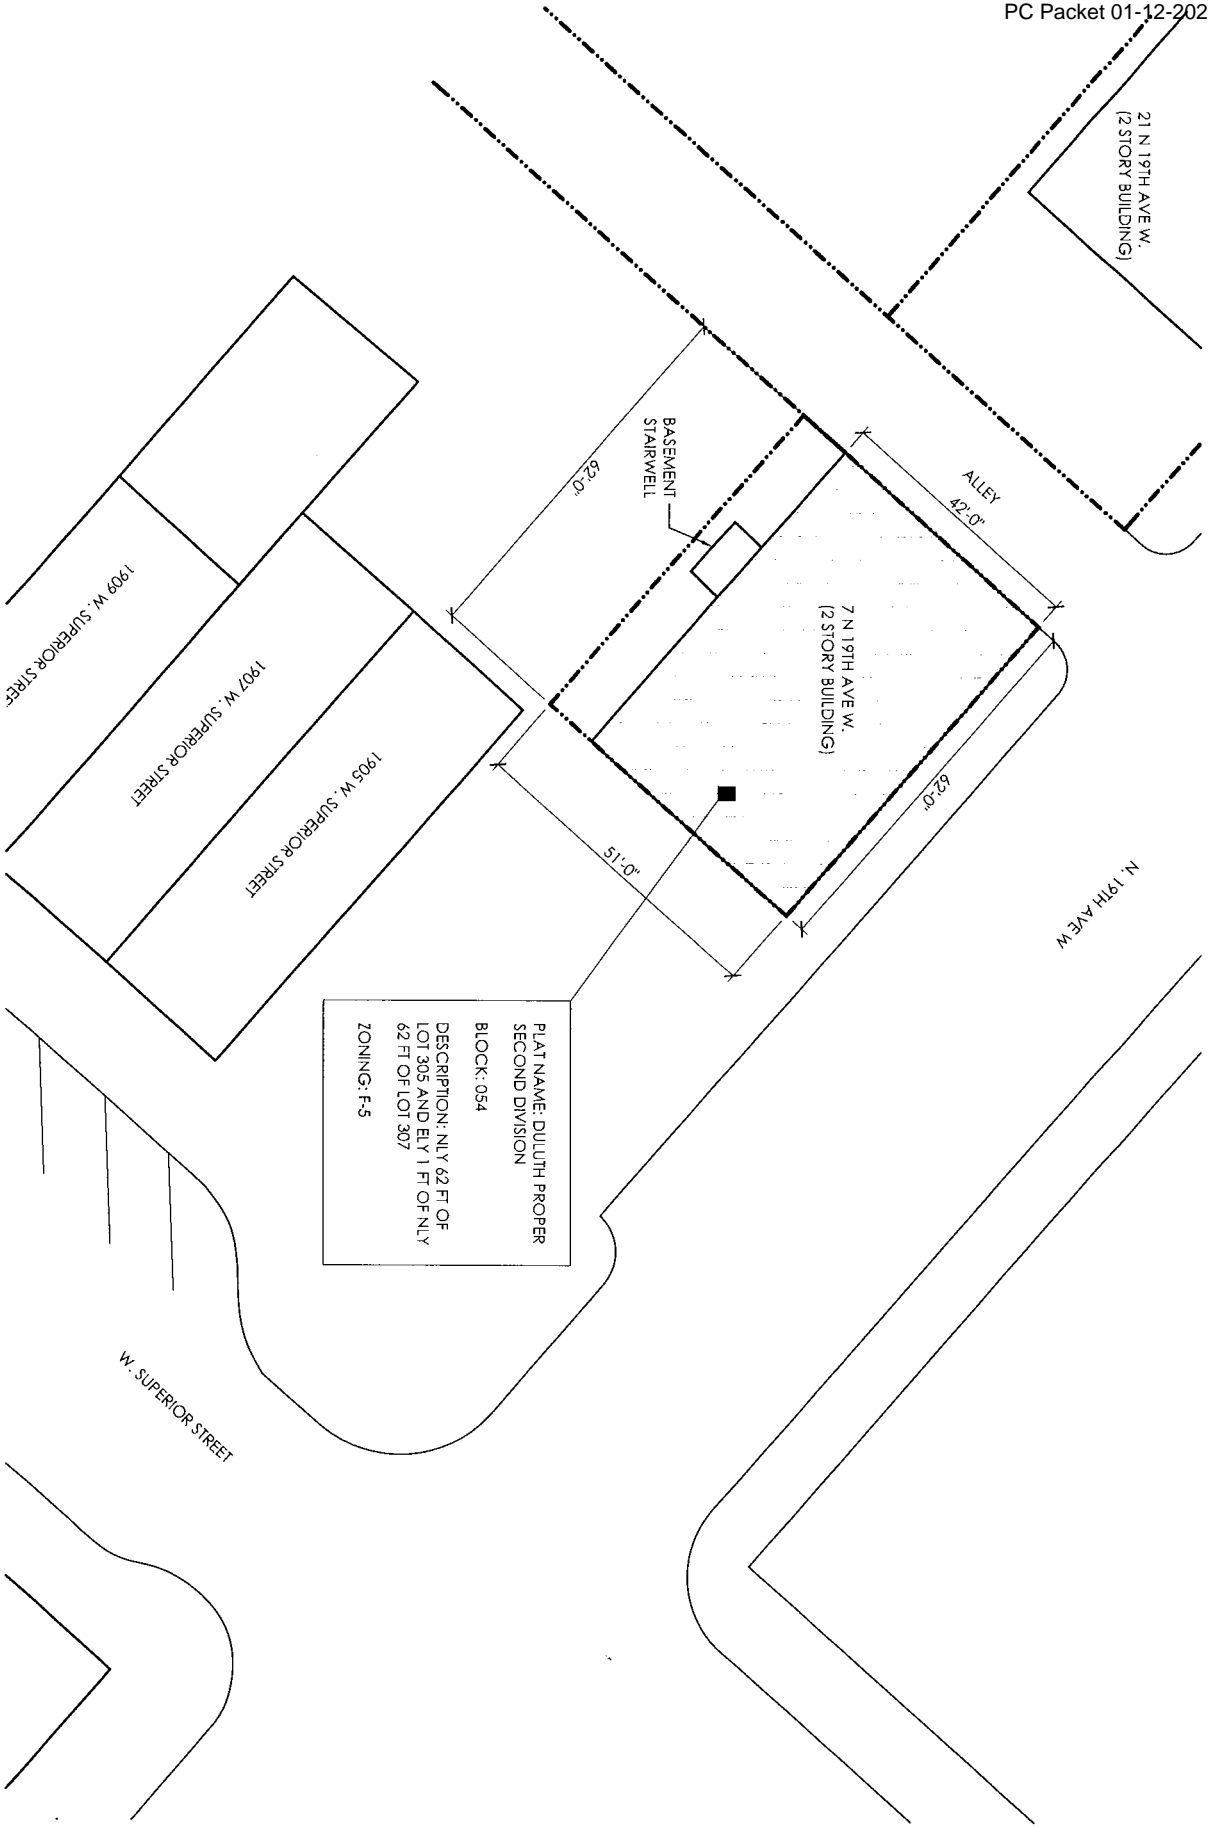 PC Packet 01-12-202
21 N 19TH AVE W.
(2 STORY BUILDING)
ALLEY
42'-0"
BASEMENT
STAIRWELL
62'-0"
7 N 19TH AVE W.
(2 STORY BUILDING)
62'-0"
51'-0"
N. 19TH AVE W
1909 W. SUPERIOR STREE
1907 W. SUPERIOR STREET
1905 W. SUPERIOR STREET
PLAT NAME: DULUTH PROPER
SECOND DIVISION
BLOCK: 054
DESCRIPTION: NLY 62 FT OF
LOT 305 AND ELY 1 FT OF NLY
62 FT OF LOT 307
ZONING: F-5
W. SUPERIOR STREET